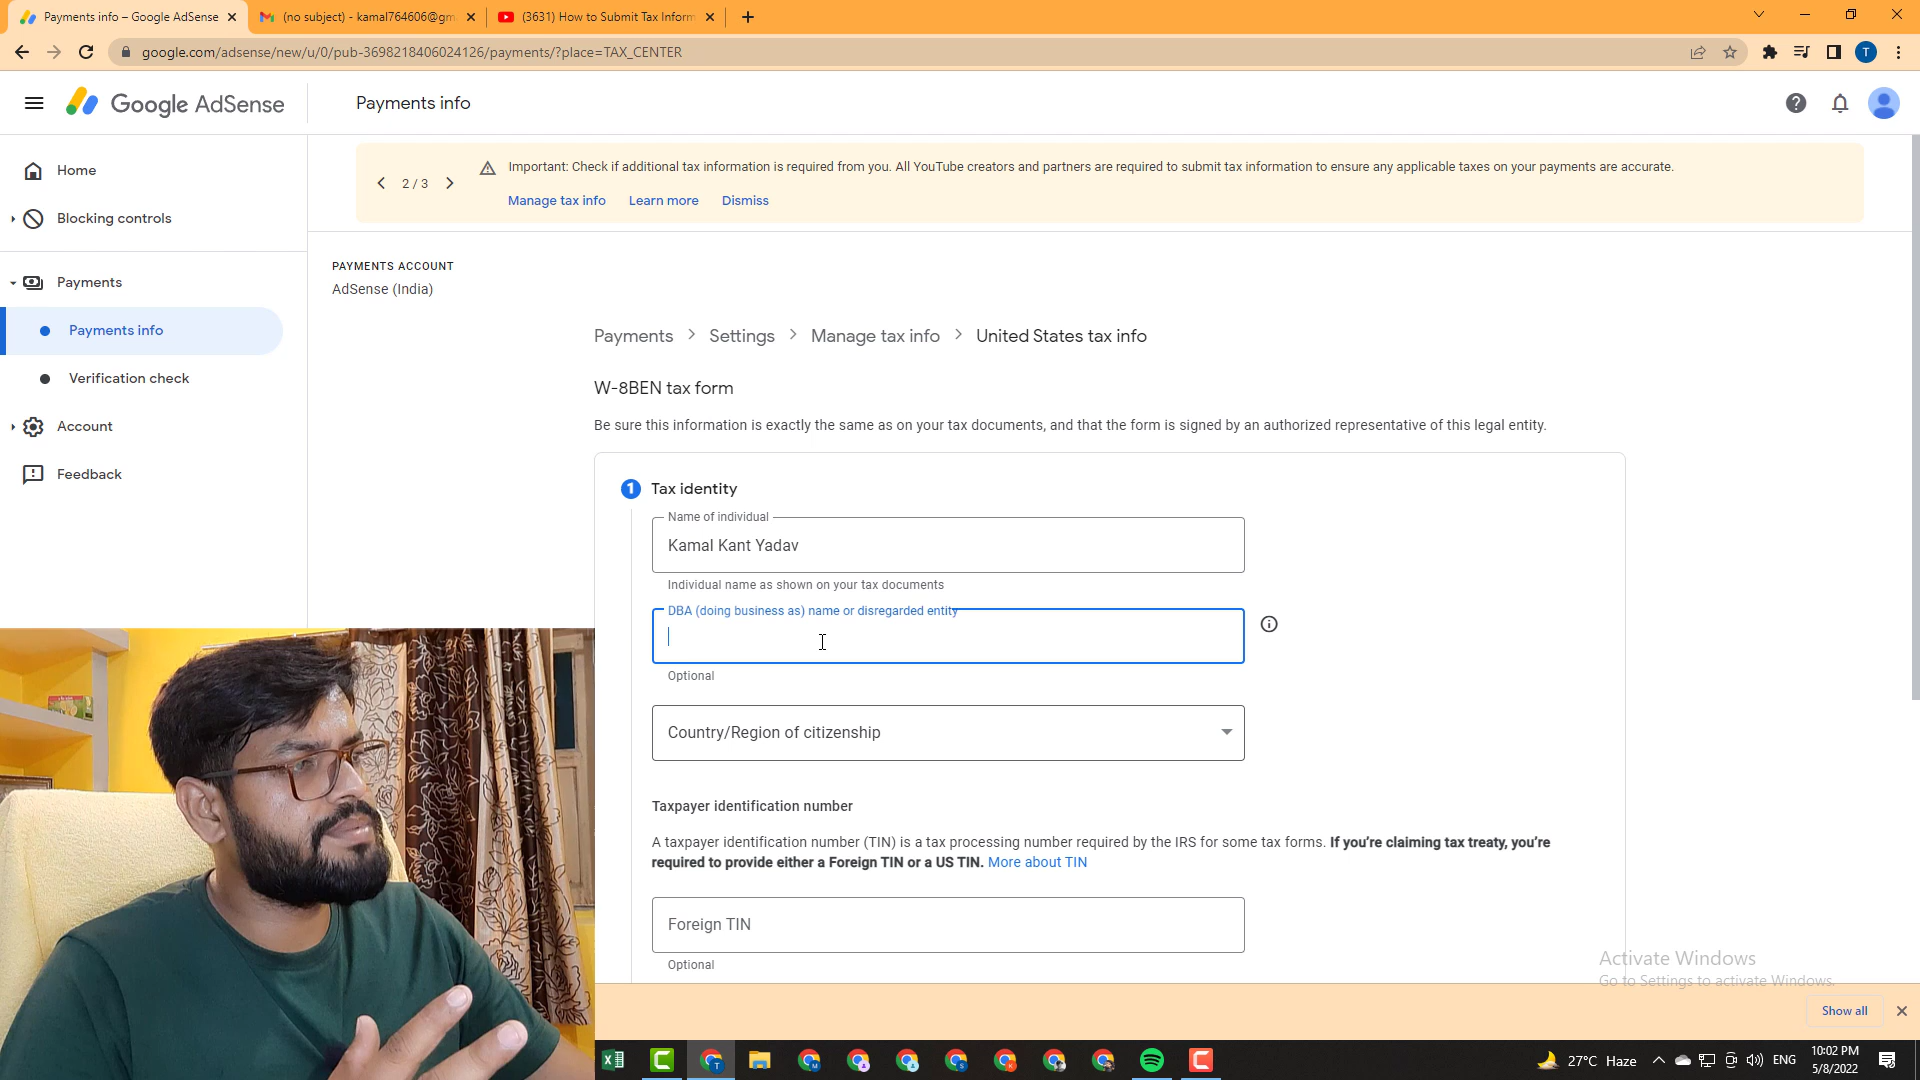 Payments info – Google AdSense
(no subject) - kamal764606@gm
(3631) How to Submit Tax Inform
google.com/adsense/new/u/0/pub-3698218406024126/payments/?place=TAX_CENTER
T
Google AdSense
Payments info
Home
Blocking controls
Payments
Payments info
Verification check
Account
Feedback
2 / 3
Important: Check if additional tax information is required from you. All YouTube creators and partners are required to submit tax information to ensure any applicable taxes on your payments are accurate.
Manage tax info Learn more Dismiss
PAYMENTS ACCOUNT
AdSense (India)
Payments > Settings > Manage tax info > United States tax info
W-8BEN tax form
Be sure this information is exactly the same as on your tax documents, and that the form is signed by an authorized representative of this legal entity.
1 Tax identity
Name of individual
Kamal Kant Yadav
Individual name as shown on your tax documents
DBA (doing business as) name or disregarded entity
Optional
Country/Region of citizenship
Taxpayer identification number
A taxpayer identification number (TIN) is a tax processing number required by the IRS for some tax forms. If you're claiming tax treaty, you're
required to provide either a Foreign TIN or a US TIN. More about TIN
Foreign TIN
Optional
Activate Windows
Go to Settings to activate Windows.
Show all
27°C Haze
ENG
10:02 PM
5/8/2022